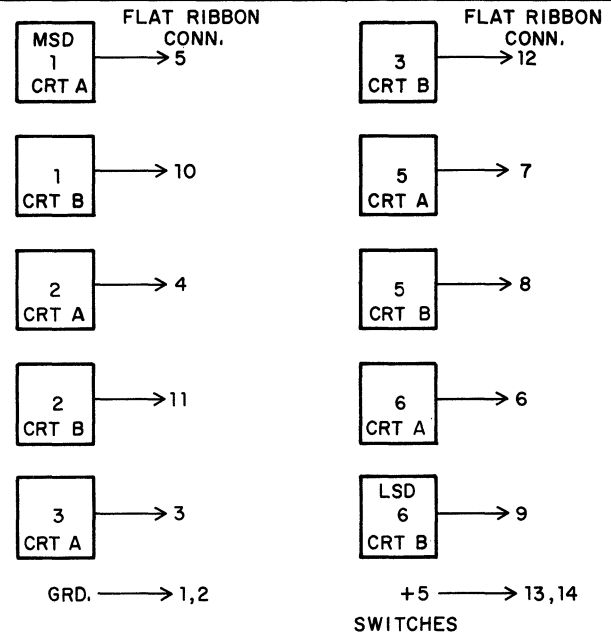 FLAT RIBBON
CONN.
MSD
1
CRT A
5
1
CRT B
10
2
CRT A
4
2
CRT B
11
3
CRT A
3
GRD. 1,2
FLAT RIBBON
CONN.
3
CRT B
12
5
CRT A
7
5
CRT B
8
6
CRT A
6
LSD
6
CRT B
9
+5 13,14
SWITCHES